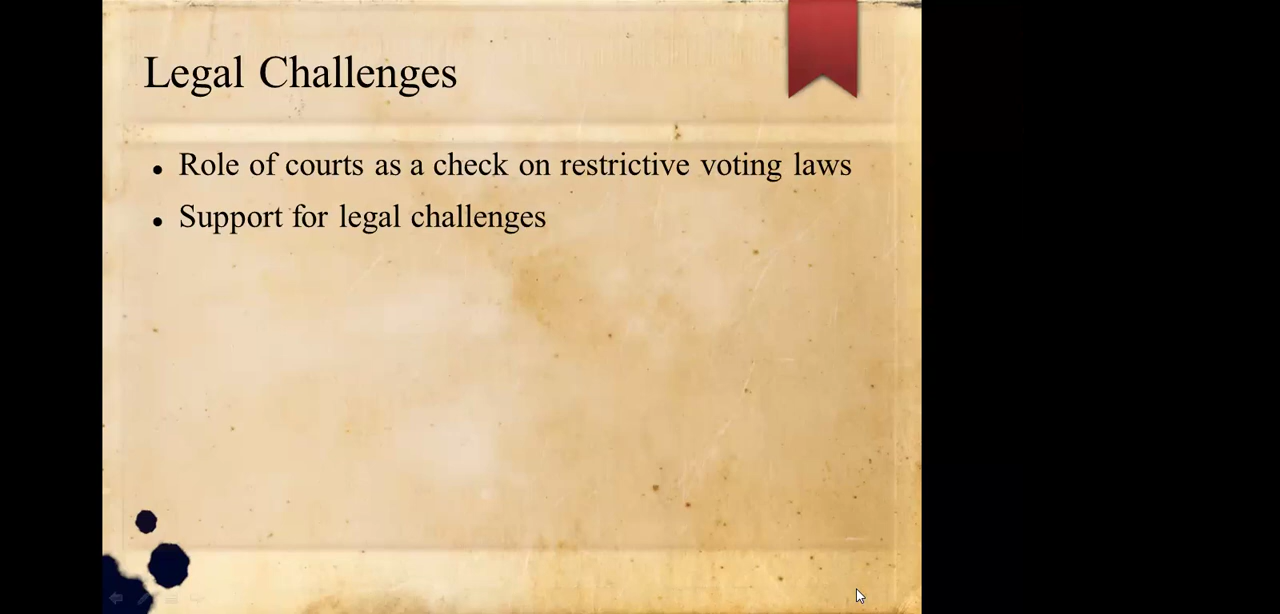 Legal Challenges
• Role of courts as a check on restrictive voting laws
• Support for legal challenges